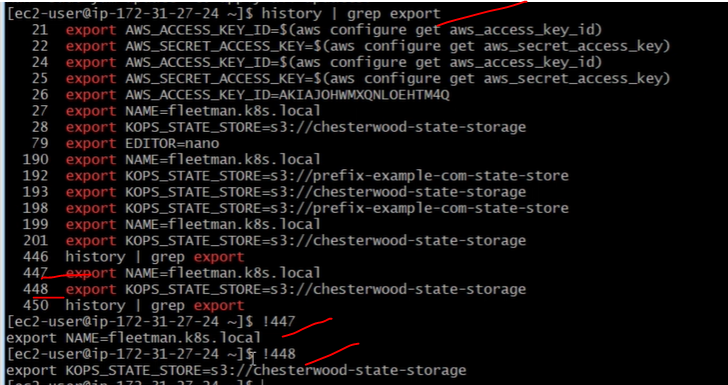 [ec2-user@ip-172-31-27-24 ~]$ history | grep export
21 export AWS_ACCESS_KEY_ID=$(aws configure get aws_access_key_id)
22 export AWS_SECRET_ACCESS_KEY=$(aws configure get aws_secret_access_key)
24 export AWS_ACCESS_KEY_ID=$(aws configure get aws_access_key_id)
25 export AWS_SECRET_ACCESS_KEY=$(aws configure get aws_secret_access_key)
26 export AWS_ACCESS_KEY_ID=AKIAJOHWMXQNLOEHTM4Q
27 export NAME=fleetman.k8s.local
28 export KOPS_STATE_STORE=s3://chesterwood-state-storage
79 export EDITOR=nano
190 export NAME=fleetman.k8s.local
192 export KOPS_STATE_STORE=s3://prefix-example-com-state-store
193 export KOPS_STATE_STORE=s3://chesterwood-state-storage
198 export KOPS_STATE_STORE=s3://prefix-example-com-state-store
199 export NAME=fleetman.k8s.local
201 export KOPS_STATE_STORE=s3://chesterwood-state-storage
446 history | grep export
447 export NAME=fleetman.k8s.local
448 export KOPS_STATE_STORE=s3://chesterwood-state-storage
450 history | grep export
[ec2-user@ip-172-31-27-24 ~]$ !447
export NAME=fleetman.k8s.local
[ec2-user@ip-172-31-27-24 ~]$ !448
export KOPS_STATE_STORE=s3://chesterwood-state-storage
[ec2-user@ip-172-31-27-24 ~]$